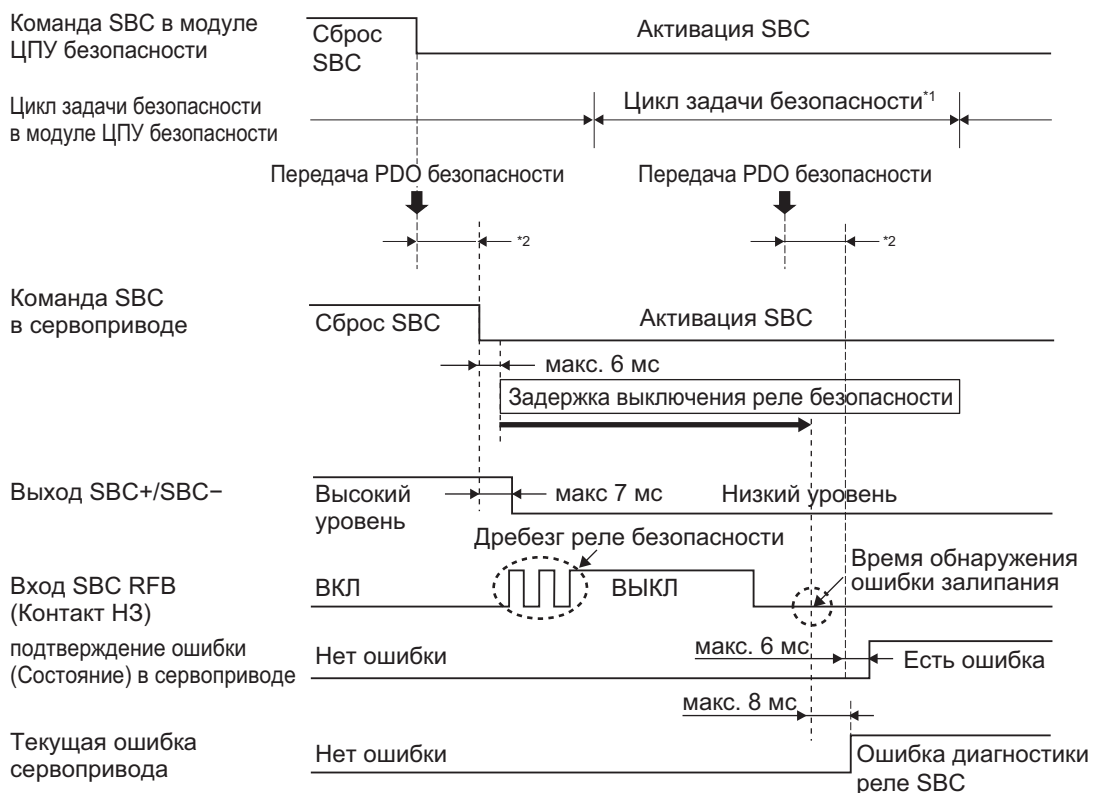 Команда SBC в модуле
ЦПУ безопасности
Сброс
SBC
Активация SBC
Цикл задачи безопасности
в модуле ЦПУ безопасности
Цикл задачи безопасности*1
Передача PDO безопасности
Передача PDO безопасности
*2
*2
Команда SBC
в сервоприводе
Сброс SBC
Активация SBC
макс. 6 мс
Задержка выключения реле безопасности
Выход SBC+/SBC−
Высокий
уровень
макс 7 мс
Низкий уровень
Дребезг реле безопасности
Время обнаружения
ошибки залипания
Вход SBC RFB
(Контакт НЗ)
ВКЛ
ВЫКЛ
подтверждение ошибки
(Состояние) в сервоприводе
Нет ошибки
макс. 6 мс
Есть ошибка
макс. 8 мс
Текущая ошибка
сервопривода
Нет ошибки
Ошибка диагностики
реле SBC